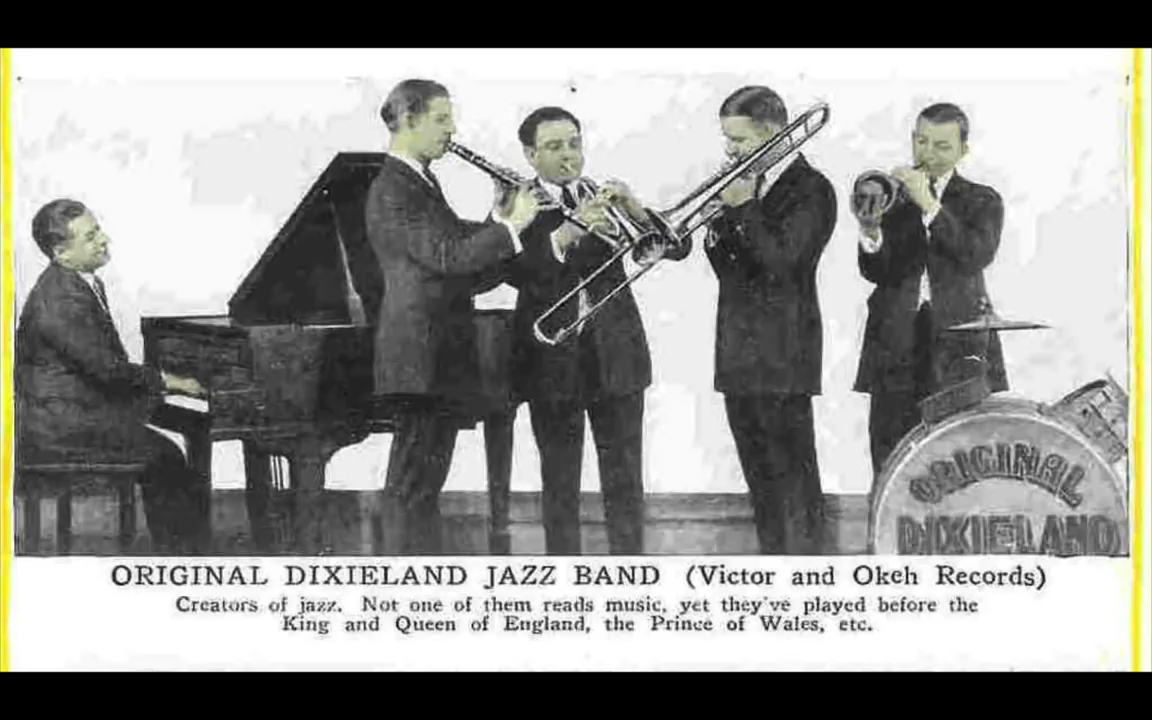 ORIGINAL
DIXIELAND
ORIGINAL DIXIELAND JAZZ BAND (Victor and Okeh Records)
Creators of jazz. Not one of them reads music, yet they've played before the
King and Queen of England, the Prince of Wales, etc.